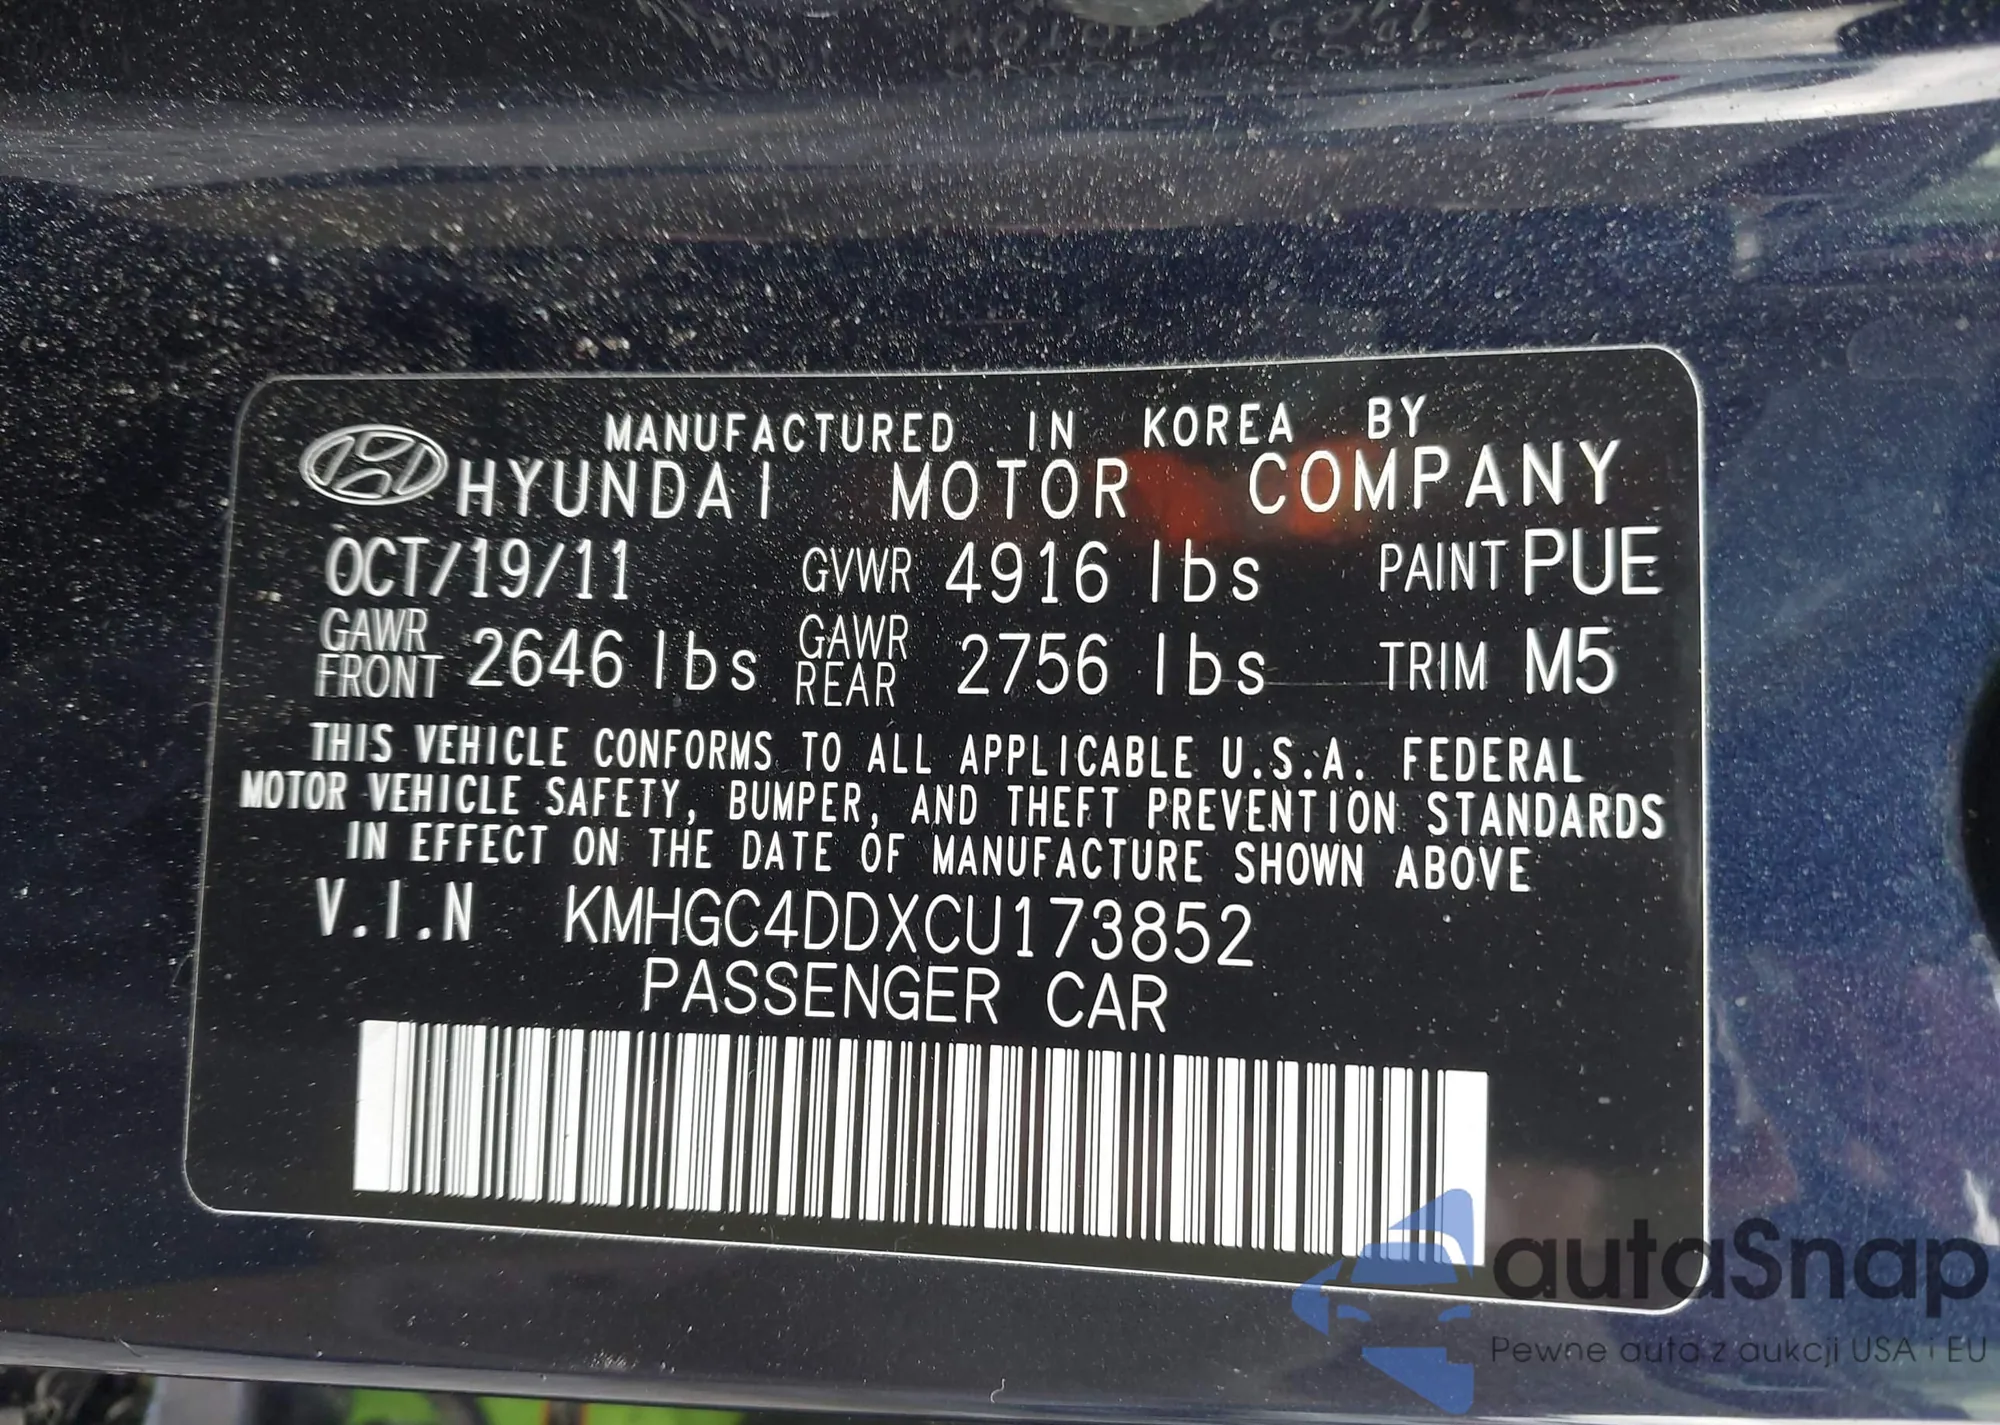 MANUFACTURED IN KOREA BY
HYUNDAI MOTOR COMPANY
OCT/19/11 GVWR 4916 lbs PAINT PUE
GAWR FRONT 2646 lbs GAWR REAR 2756 lbs TRIM M5
THIS VEHICLE CONFORMS TO ALL APPLICABLE U.S.A. FEDERAL
MOTOR VEHICLE SAFETY, BUMPER, AND THEFT PREVENTION STANDARDS
IN EFFECT ON THE DATE OF MANUFACTURE SHOWN ABOVE
V.I.N KMHGC4DDXCU173852
PASSENGER CAR
autaSnap
Pewne auta z aukcji USA i EU